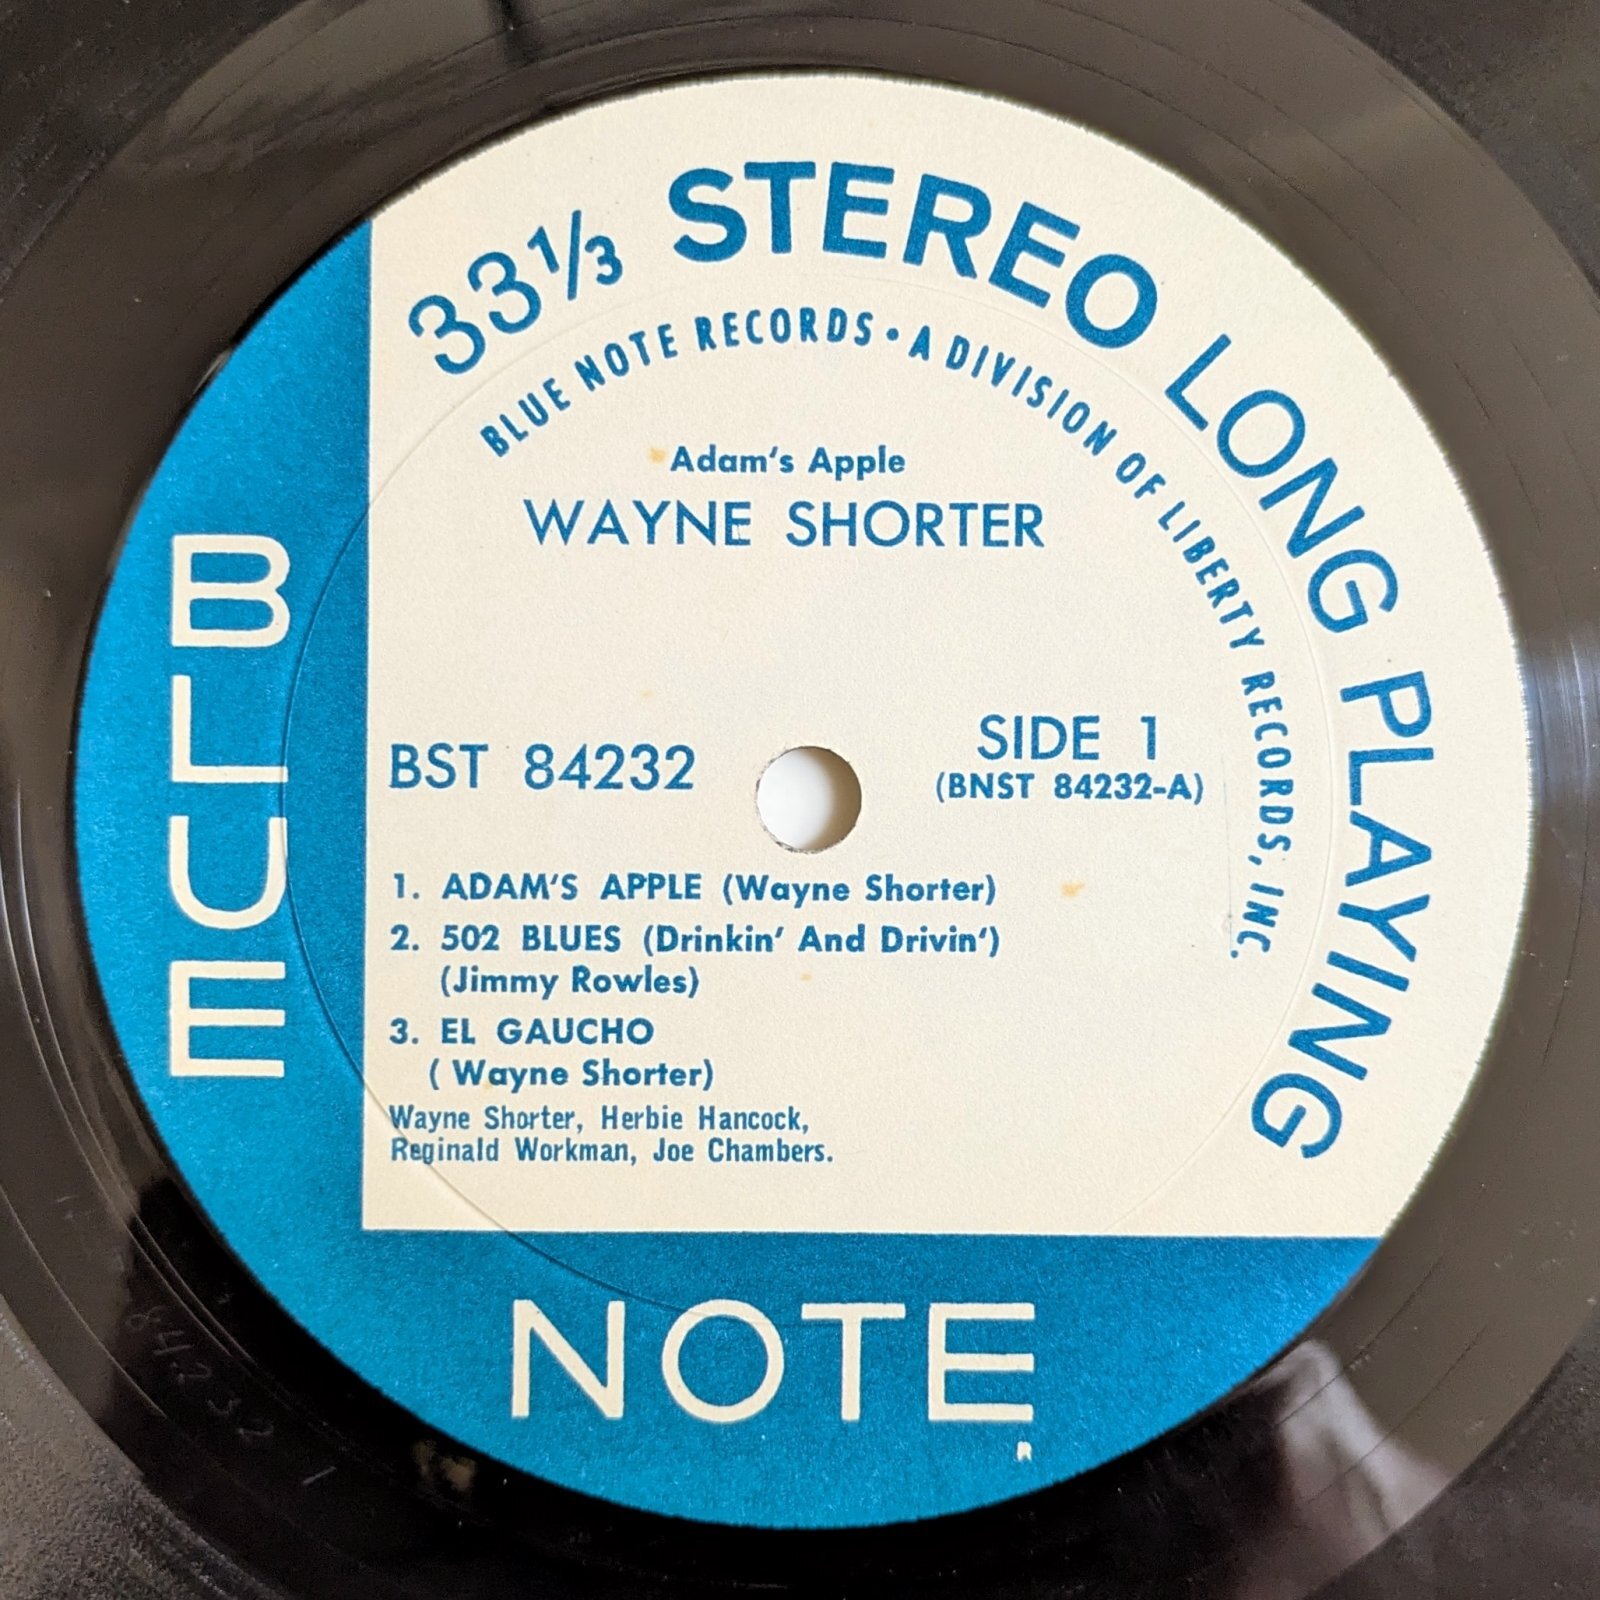 33⅓ STEREO LONG PLAYING
BLUE NOTE RECORDS • A DIVISION OF LIBERTY RECORDS, INC.
Adam's Apple
WAYNE SHORTER
BST 84232
SIDE 1
(BNST 84232-A)
1. ADAM'S APPLE (Wayne Shorter)
2. 502 BLUES (Drinkin' And Drivin')
(Jimmy Rowles)
3. EL GAUCHO
( Wayne Shorter)
Wayne Shorter, Herbie Hancock,
Reginald Workman, Joe Chambers.
BLUE
NOTE
R
84232